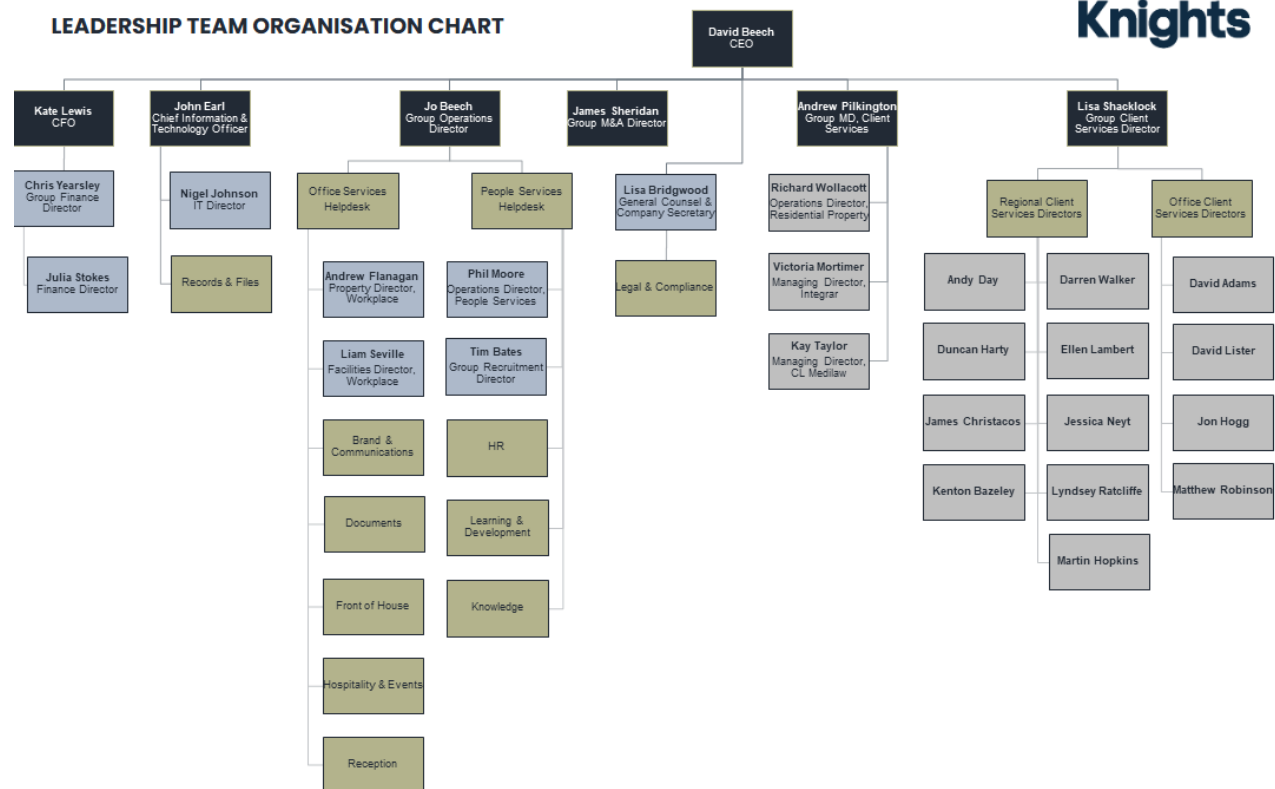 LEADERSHIP TEAM ORGANISATION CHART
Knights
David Beech
CEO
Kate Lewis
CFO
John Earl
Chief Information &
Technology Officer
Jo Beech
Group Operations
Director
James Sheridan
Group M&A Director
Andrew Pilkington
Group MD, Client
Services
Lisa Shacklock
Group Client
Services Director
Chris Yearsley
Group Finance
Director
Julia Stokes
Finance Director
Nigel Johnson
IT Director
Records & Files
Office Services
Helpdesk
Andrew Flanagan
Property Director,
Workplace
Liam Seville
Facilities Director,
Workplace
Brand &
Communications
Documents
Front of House
Hospitality & Events
Reception
People Services
Helpdesk
Phil Moore
Operations Director,
People Services
Tim Bates
Group Recruitment
Director
HR
Learning &
Development
Knowledge
Lisa Bridgwood
General Counsel &
Company Secretary
Legal & Compliance
Richard Wollacott
Operations Director,
Residential Property
Victoria Mortimer
Managing Director,
Integrar
Kay Taylor
Managing Director,
CL Medilaw
Regional Client
Services Directors
Andy Day
Darren Walker
Duncan Harty
Ellen Lambert
James Christacos
Jessica Neyt
Kenton Bazeley
Lyndsey Ratcliffe
Martin Hopkins
Office Client
Services Directors
David Adams
David Lister
Jon Hogg
Matthew Robinson